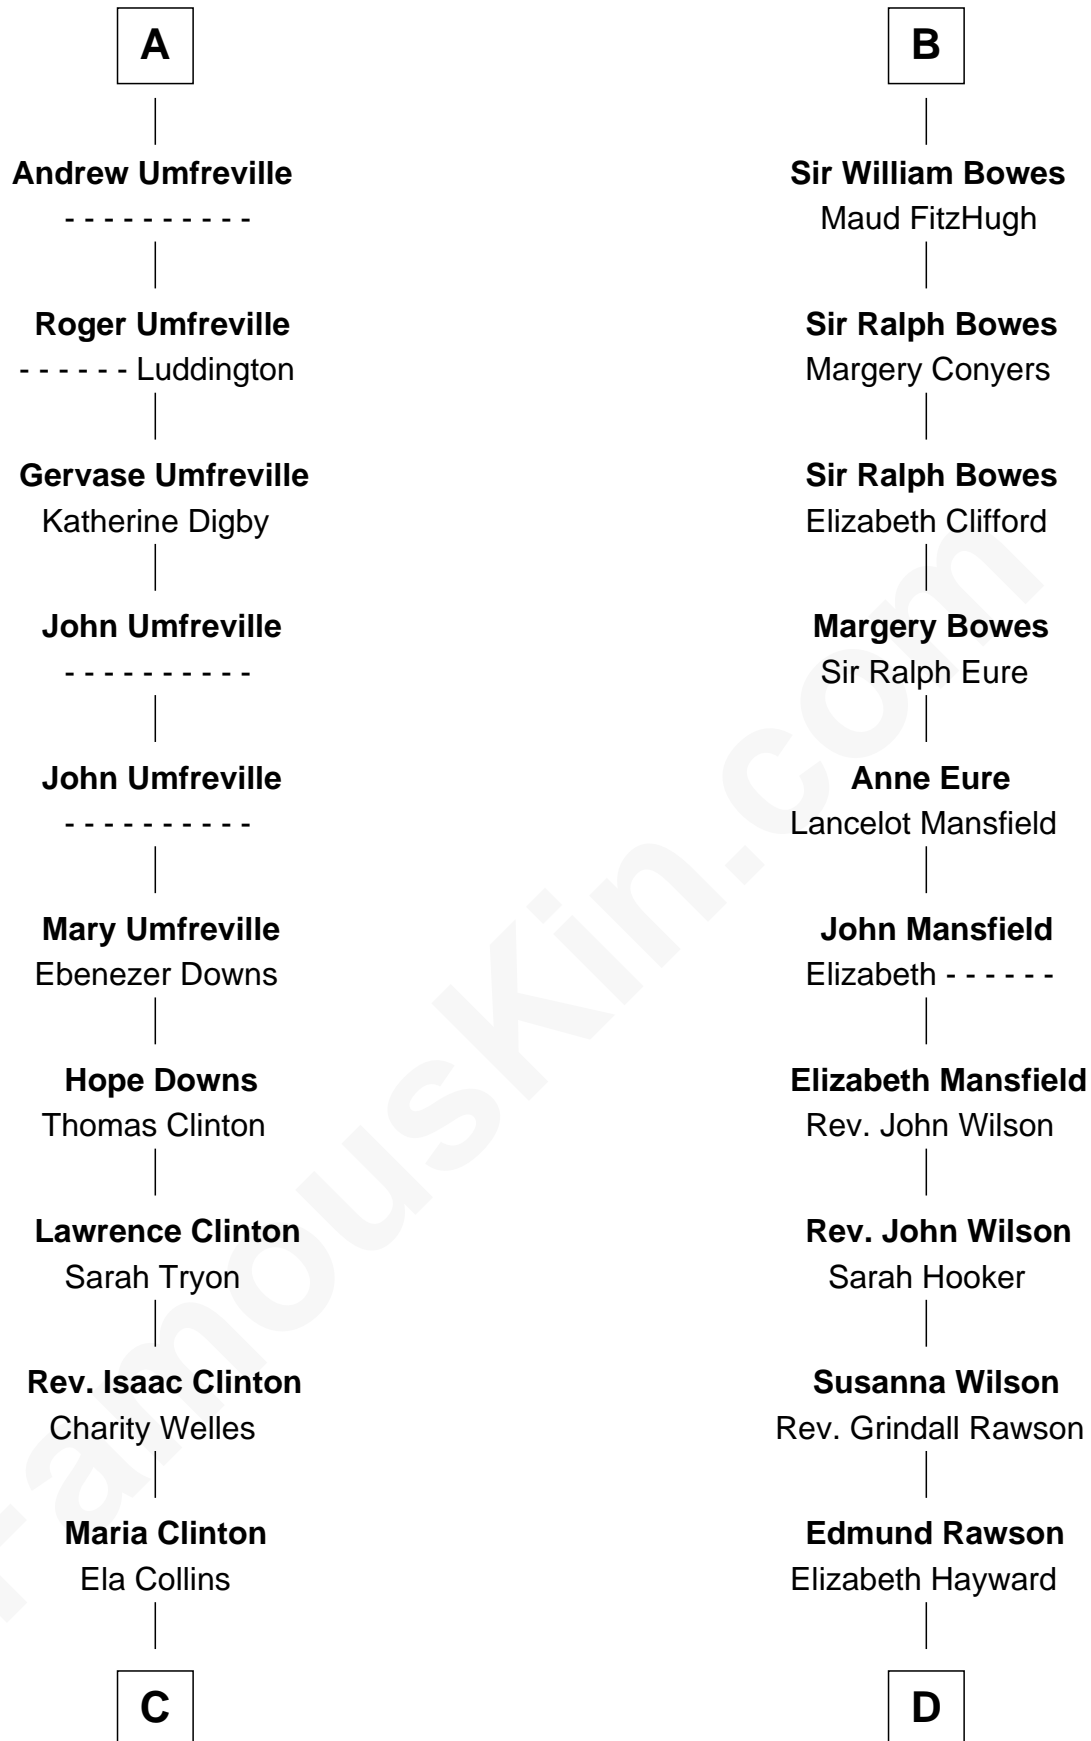 A
Andrew Umfreville
- - - - - - - - - -
Roger Umfreville
- - - - - - Luddington
Gervase Umfreville
Katherine Digby
John Umfreville
- - - - - - - - - -
John Umfreville
- - - - - - - - - -
Mary Umfreville
Ebenezer Downs
Hope Downs
Thomas Clinton
Lawrence Clinton
Sarah Tryon
Rev. Isaac Clinton
Charity Welles
Maria Clinton
Ela Collins
C
B
Sir William Bowes
Maud FitzHugh
Sir Ralph Bowes
Margery Conyers
Sir Ralph Bowes
Elizabeth Clifford
Margery Bowes
Sir Ralph Eure
Anne Eure
Lancelot Mansfield
John Mansfield
Elizabeth - - - - - -
Elizabeth Mansfield
Rev. John Wilson
Rev. John Wilson
Sarah Hooker
Susanna Wilson
Rev. Grindall Rawson
Edmund Rawson
Elizabeth Hayward
D
FamousKin.com